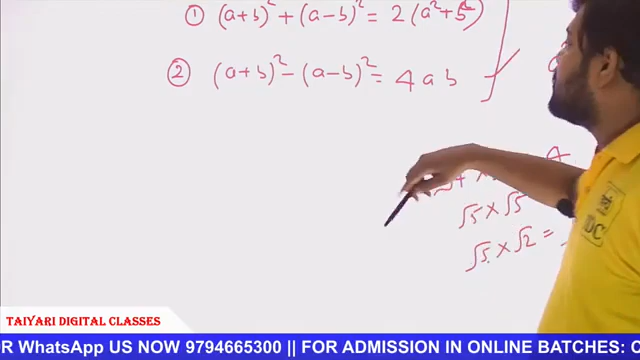 ① (a+b)² + (a-b)² = 2(a²+b²)
② (a+b)² - (a-b)² = 4ab
√5 × √5
√5 × √2 =
TAIYARI DIGITAL CLASSES
OR WhatsApp US NOW 9794665300 || FOR ADMISSION IN ONLINE BATCHES: C